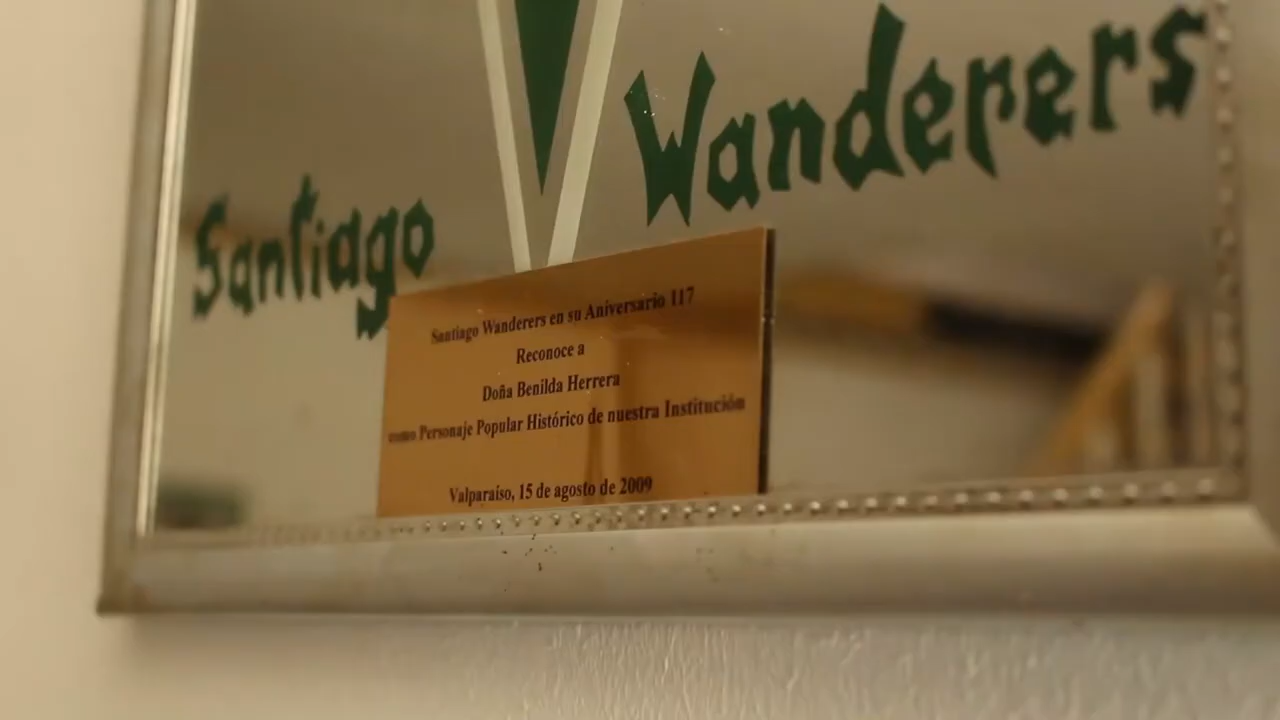 Santiago Wanderers
Santiago Wanderers en su Aniversario 117
Reconoce a
Doña Benilda Herrera
como Personaje Popular Histórico de nuestra Institución
Valparaíso, 15 de agosto de 2009